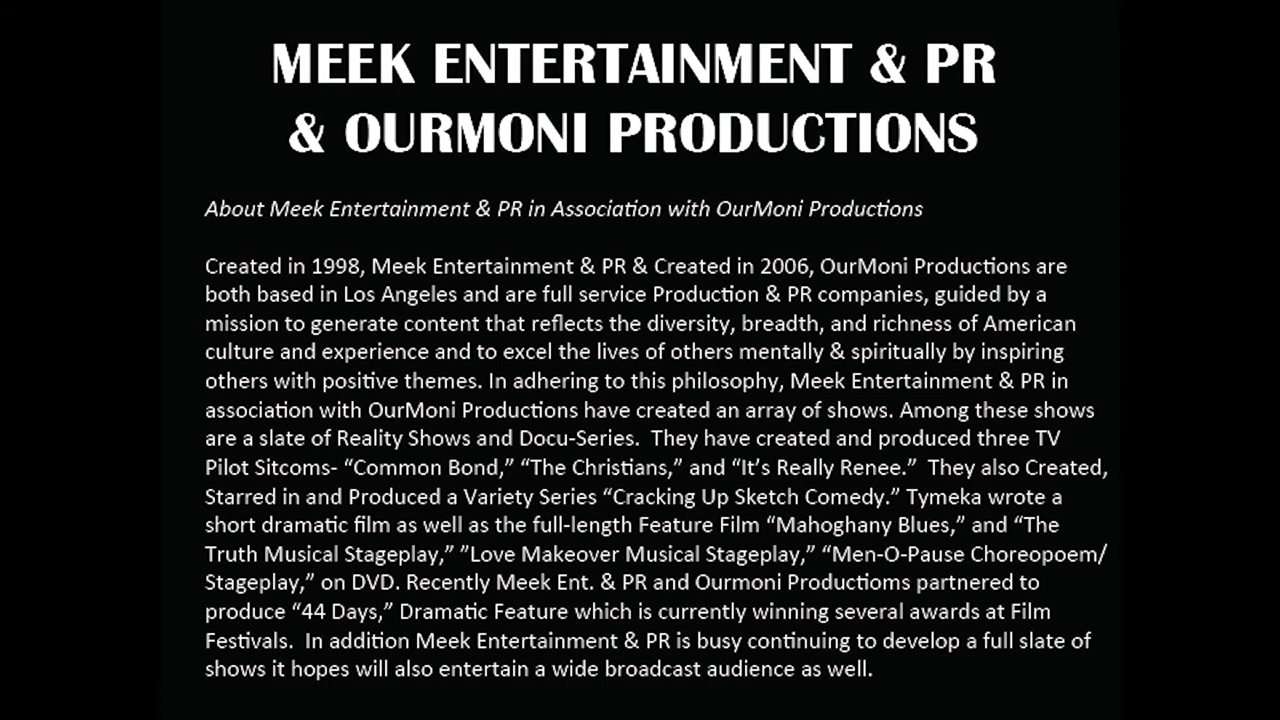 MEEK ENTERTAINMENT & PR
& OURMONI PRODUCTIONS
About Meek Entertainment & PR in Association with OurMoni Productions
Created in 1998, Meek Entertainment & PR & Created in 2006, OurMoni Productions are
both based in Los Angeles and are full service Production & PR companies, guided by a
mission to generate content that reflects the diversity, breadth, and richness of American
culture and experience and to excel the lives of others mentally & spiritually by inspiring
others with positive themes. In adhering to this philosophy, Meek Entertainment & PR in
association with OurMoni Productions have created an array of shows. Among these shows
are a slate of Reality Shows and Docu-Series.  They have created and produced three TV
Pilot Sitcoms- “Common Bond,” “The Christians,” and “It’s Really Renee.”  They also Created,
Starred in and Produced a Variety Series “Cracking Up Sketch Comedy.” Tymeka wrote a
short dramatic film as well as the full-length Feature Film “Mahoghany Blues,” and “The
Truth Musical Stageplay,” ”Love Makeover Musical Stageplay,” “Men-O-Pause Choreopoem/
Stageplay,” on DVD. Recently Meek Ent. & PR and Ourmoni Productioms partnered to
produce “44 Days,” Dramatic Feature which is currently winning several awards at Film
Festivals.  In addition Meek Entertainment & PR is busy continuing to develop a full slate of
shows it hopes will also entertain a wide broadcast audience as well.